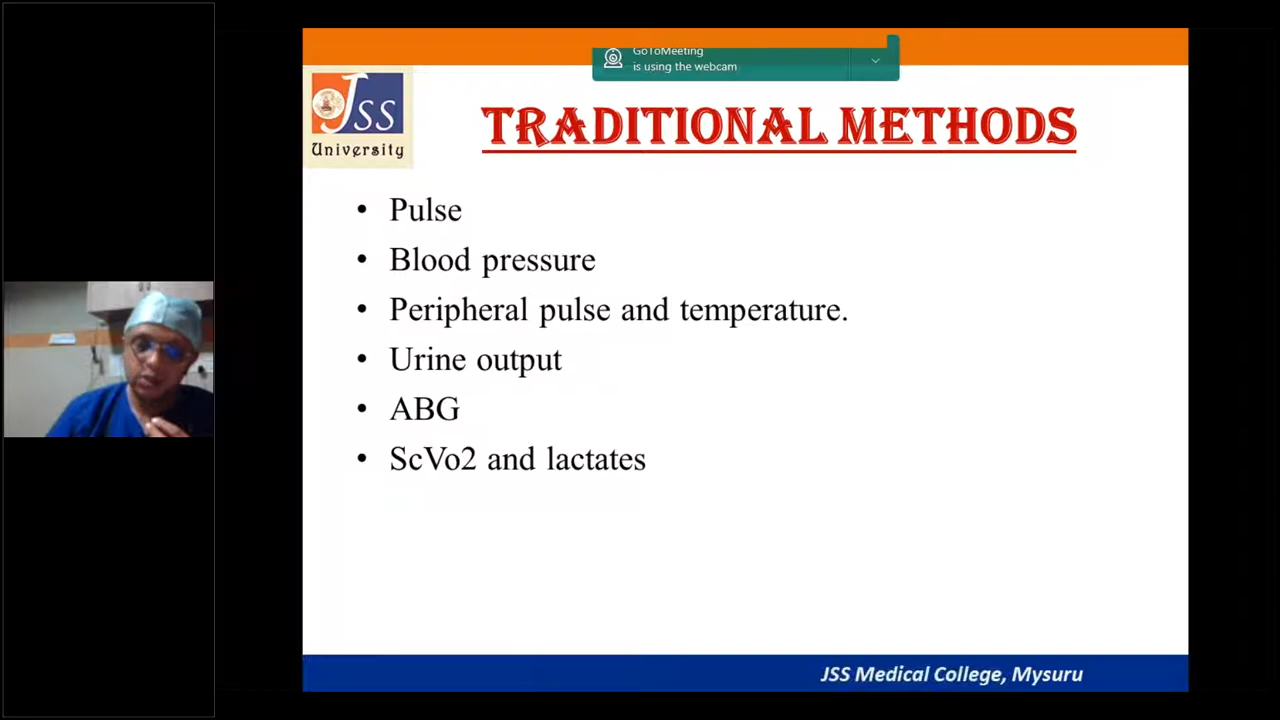 GoToMeeting
is using the webcam
JSS
University
TRADITIONAL METHODS
• Pulse
• Blood pressure
• Peripheral pulse and temperature.
• Urine output
• ABG
• ScVo2 and lactates
JSS Medical College, Mysuru